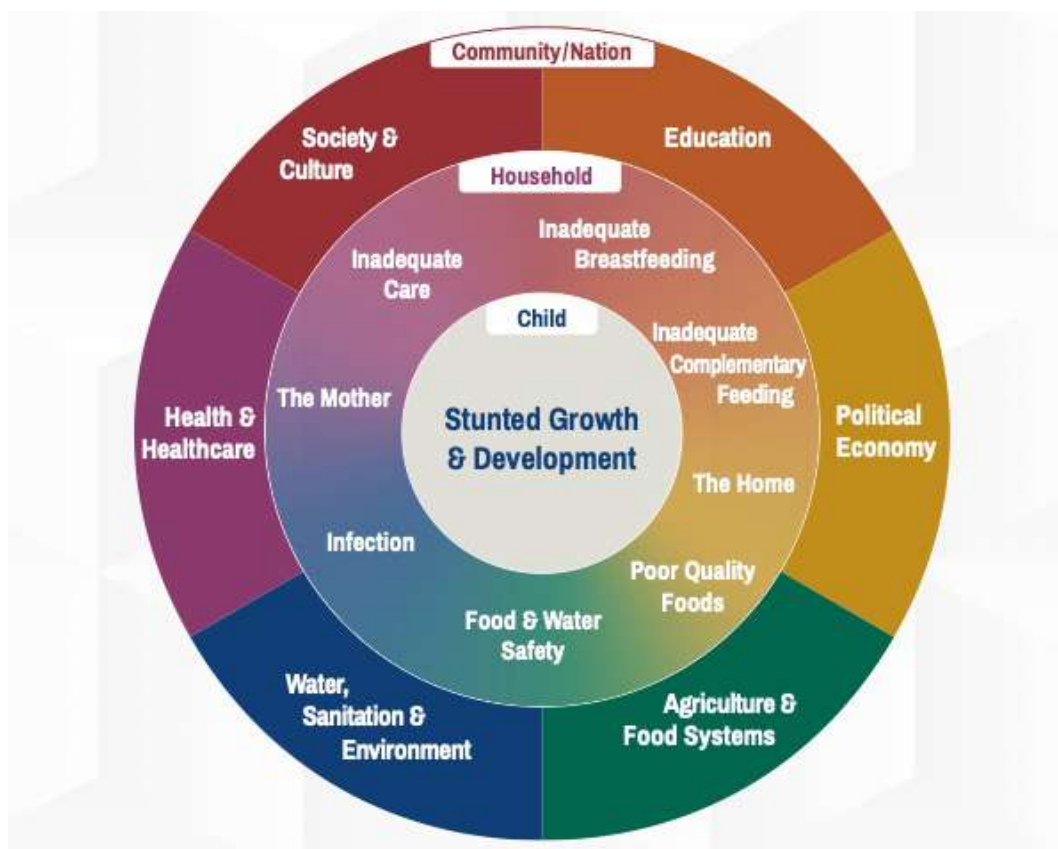 Community/Nation
Society &
Culture
Education
Household
Inadequate
Breastfeeding
Inadequate
Care
Child
Inadequate
Complementary
Feeding
The Mother
Stunted Growth
& Development
Health &
Healthcare
Political
Economy
The Home
Infection
Poor Quality
Foods
Food & Water
Safety
Water,
Sanitation &
Environment
Agriculture &
Food Systems